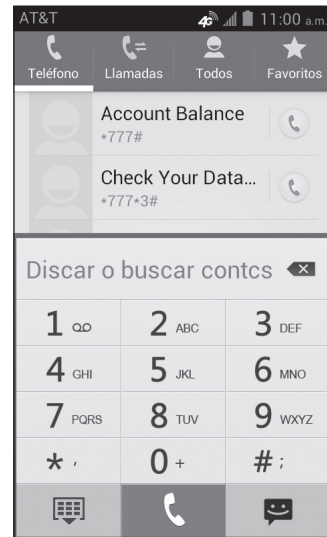 AT&T 4G 11:00 a.m.
Teléfono Llamadas Todos Favoritos
Account Balance
*777#
Check Your Data...
*777*3#
Discar o buscar contcs
1 2 ABC 3 DEF
4 GHI 5 JKL 6 MNO
7 PQRS 8 TUV 9 WXYZ
* , 0 + # ;